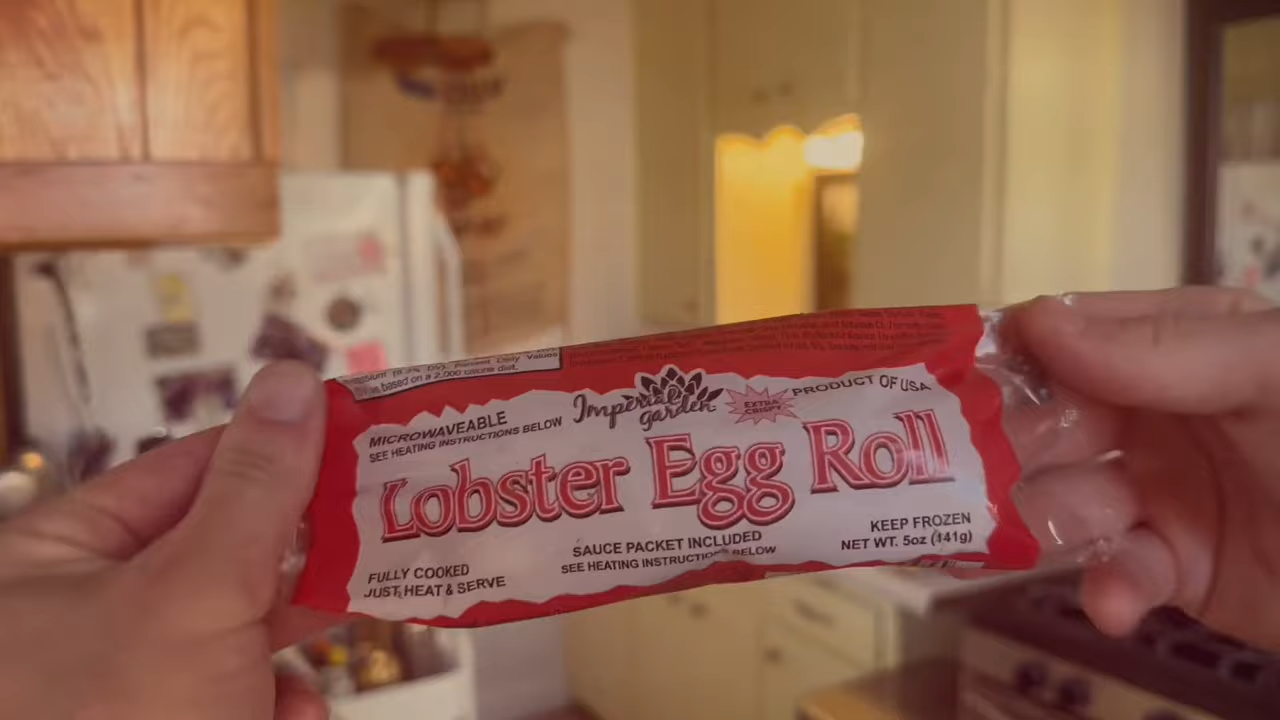 is based on a 2,000 calorie diet.
MICROWAVEABLE
SEE HEATING INSTRUCTIONS BELOW
Imperial
garden
EXTRA
CRISPY
PRODUCT OF USA
Lobster Egg Roll
SAUCE PACKET INCLUDED
SEE HEATING INSTRUCTIONS BELOW
KEEP FROZEN
NET WT. 5oz (141g)
FULLY COOKED
JUST HEAT & SERVE